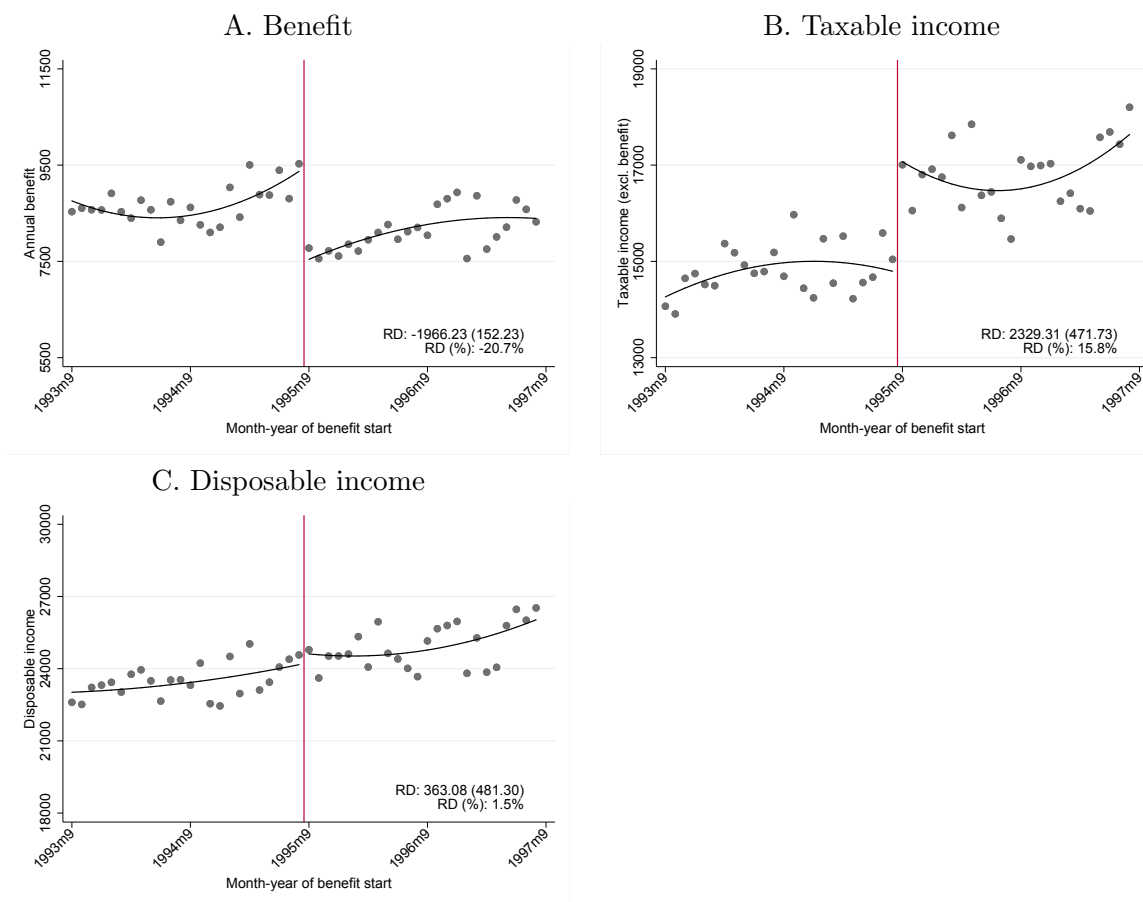 A. Benefit
11500
9500
7500
5500
Annual benefit
RD: -1966.23 (152.23)
RD (%): -20.7%
1993m9
1994m9
1995m9
1996m9
1997m9
Month-year of benefit start
B. Taxable income
19000
17000
15000
13000
Taxable income (excl. benefit)
RD: 2329.31 (471.73)
RD (%): 15.8%
1993m9
1994m9
1995m9
1996m9
1997m9
Month-year of benefit start
C. Disposable income
30000
27000
24000
21000
18000
Disposable income
RD: 363.08 (481.30)
RD (%): 1.5%
1993m9
1994m9
1995m9
1996m9
1997m9
Month-year of benefit start